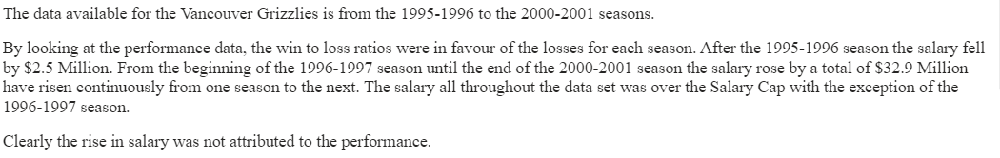 The data available for the Vancouver Grizzlies is from the 1995-1996 to the 2000-2001 seasons.
By looking at the performance data, the win to loss ratios were in favour of the losses for each season. After the 1995-1996 season the salary fell
by $2.5 Million. From the beginning of the 1996-1997 season until the end of the 2000-2001 season the salary rose by a total of $32.9 Million
have risen continuously from one season to the next. The salary all throughout the data set was over the Salary Cap with the exception of the
1996-1997 season.
Clearly the rise in salary was not attributed to the performance.